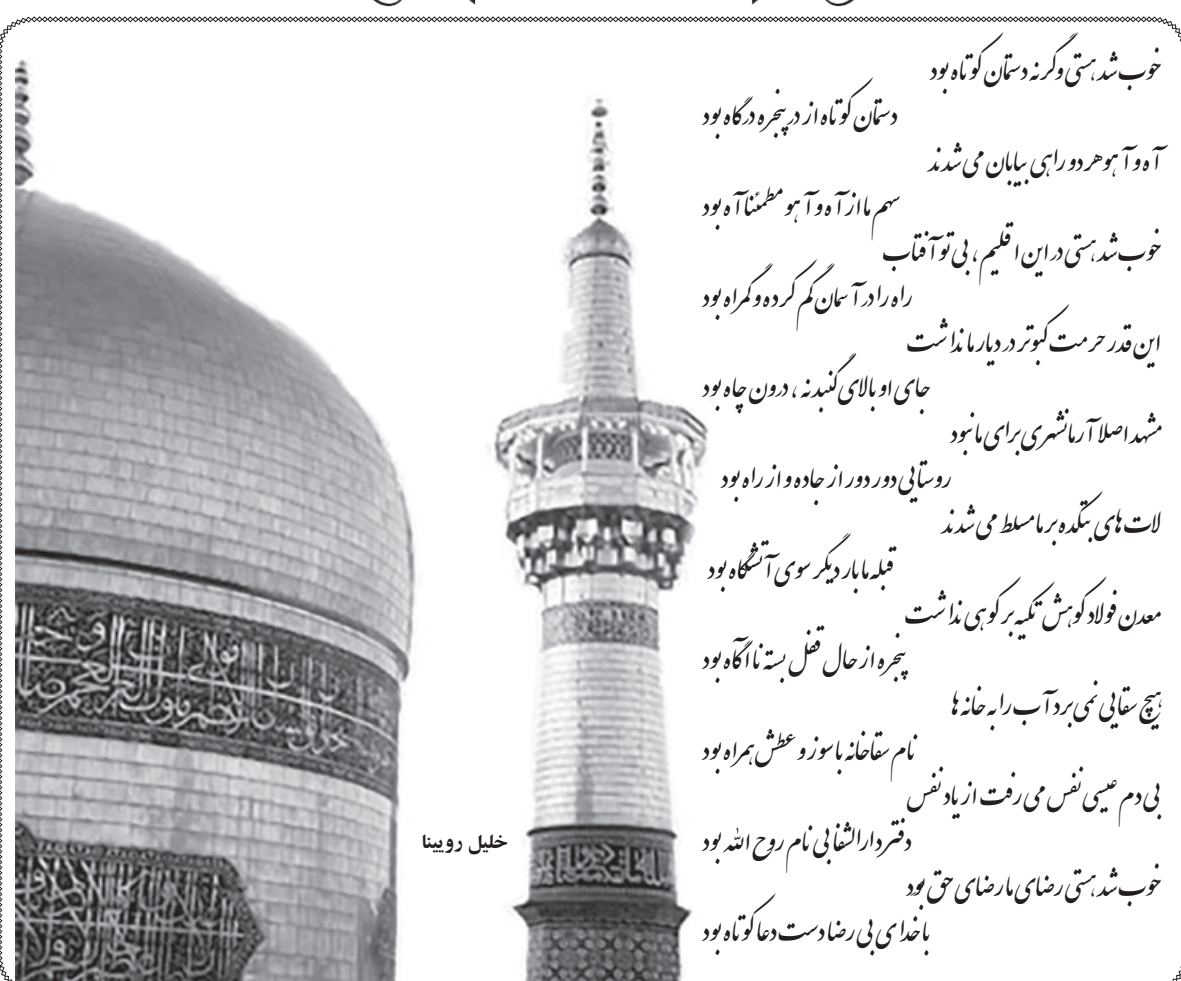 خوب شد هستی وگرنه دستمان کوتاه بود
دستمان کوتاه از در پنجره درگاه بود
آه و آهو هر دو راهی بیابان می شدند
سهم ما از آه و آهو مطمئنا آه بود
خوب شد هستی در این اقلیم ، بی تو آفتاب
راه را در آسمان گم کرده و گمراه بود
این قدر حرمت کبوتر در دیار ما نداشت
جای او بالای گنبد نه ، درون چاه بود
مشهد اصلا آرمانشهری برای ما نبود
روستایی دور دور از جاده و از راه بود
لات های بتکده بر ما مسلط می شدند
قبله ما بار دیگر سوی آتشگاه بود
معدن فولاد کوهش تکیه بر کوهی نداشت
پنجره از حال قفل بسته ناآگاه بود
هیچ سقایی نمی برد آب را به خانه ها
نام سقاخانه با سوز و عطش همراه بود
بی دم عیسی نفس می رفت از یاد نفس
دفتر دارالشفا بی نام روح الله بود
خوب شد هستی رضای ما رضای حق بود
با خدای بی رضا دست دعا کوتاه بود
خلیل رویینا